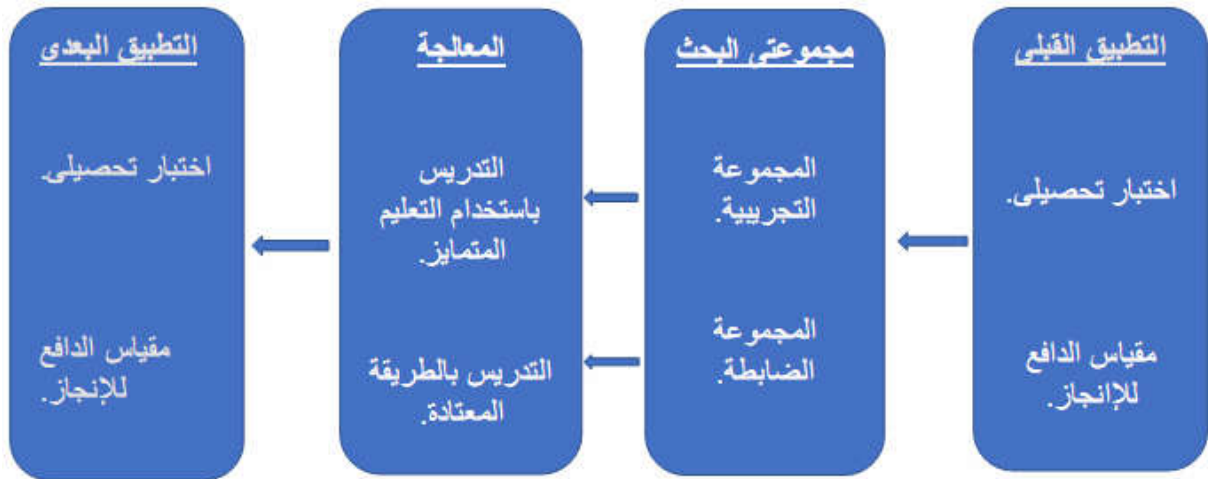 التطبيق القبلى
اختبار تحصيلى.
مقياس الدافع
للإانجاز.
مجموعتى البحث
المجموعة
التجريبية.
المجموعة
الضابطة.
المعالجة
التدريس
باستخدام التعليم
المتمايز.
التدريس بالطريقة
المعتادة.
التطبيق البعدى
اختبار تحصيلى.
مقياس الدافع
للإنجاز.